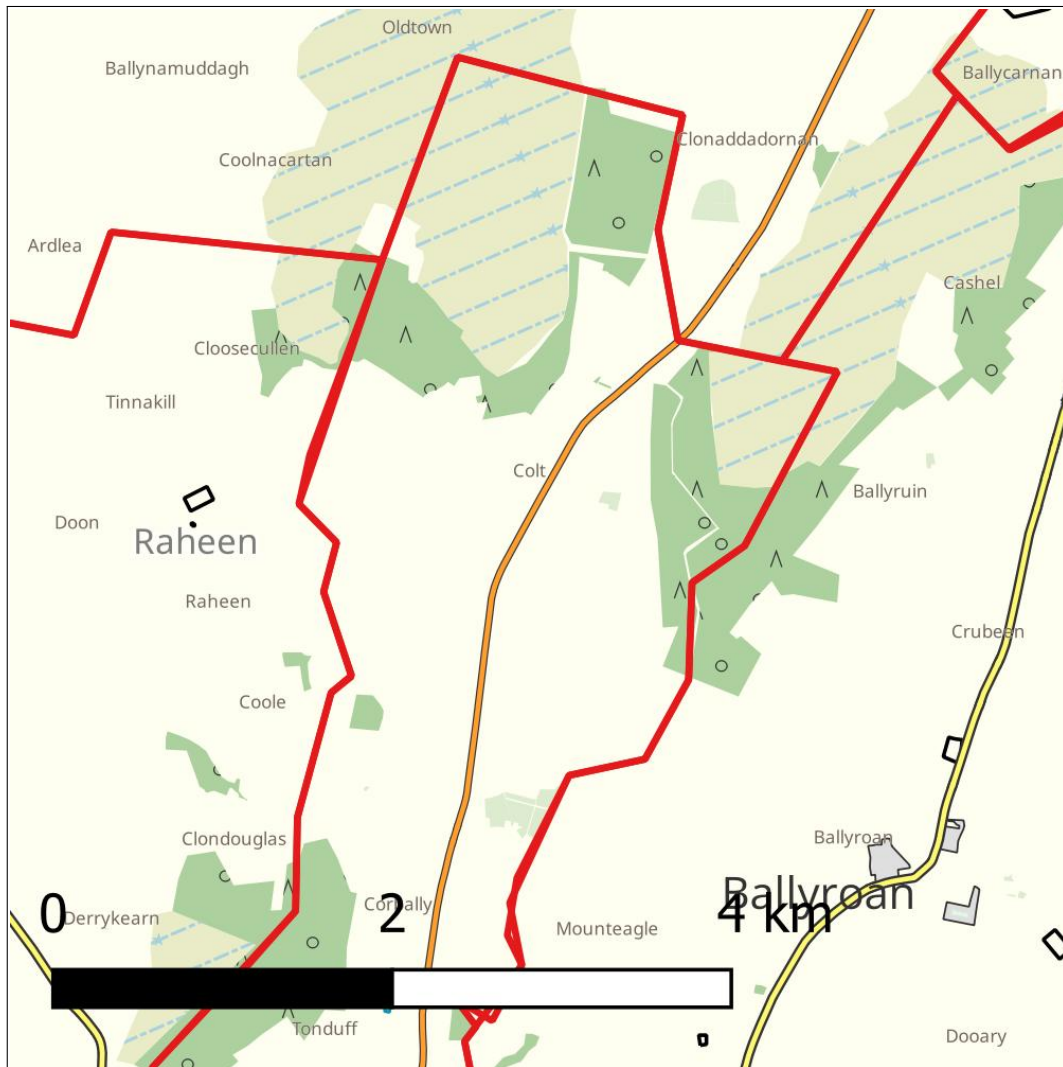 Oldtown
Ballynamuddagh
Ballycarnan
Clonaddadornan
Coolnacartan
Ardlea
Cashel
Cloosecullen
Tinnakill
Colt
Ballyruin
Doon
Raheen
Raheen
Crubeen
Coole
Clondouglas
Ballyroan
Ballyroan
0
2
4 km
Derrykearn
Corbally
Mounteagle
Tonduff
Dooary